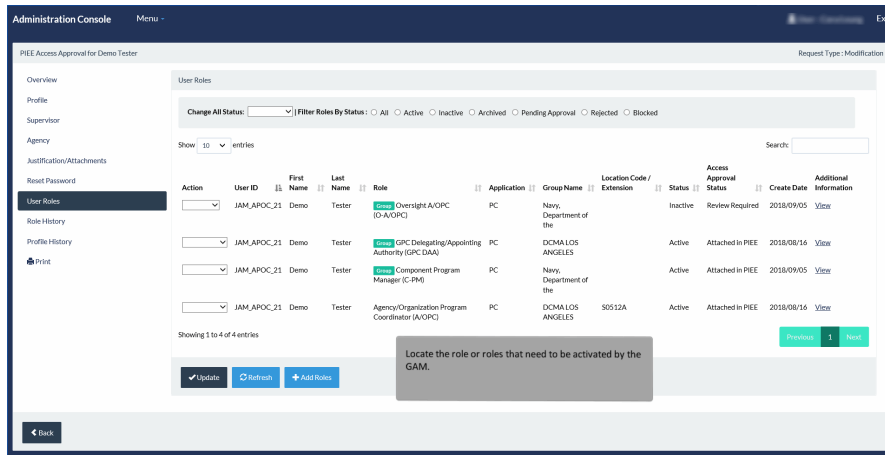 Administration Console Menu Ex
PIEE Access Approval for Demo Tester Request Type : Modification
Overview
Profile
Supervisor
Agency
Justification/Attachments
Reset Password
User Roles
Role History
Profile History
Print
User Roles
Change All Status: | Filter Roles By Status : All Active Inactive Archived Pending Approval Rejected Blocked
Show 10 entries Search:
Action User ID First Name Last Name Role Application Group Name Location Code / Extension Status Access Approval Status Create Date Additional Information
JAM_APOC_21 Demo Tester Group Oversight A/OPC PC Navy, Inactive Review Required 2018/09/05 View
(O-A/OPC) Department of
the
JAM_APOC_21 Demo Tester Group GPC Delegating/Appointing PC DCMA LOS Active Attached in PIEE 2018/08/16 View
Authority (GPC DAA) ANGELES
JAM_APOC_21 Demo Tester Group Component Program PC Navy, Active Attached in PIEE 2018/09/05 View
Manager (C-PM) Department of
the
JAM_APOC_21 Demo Tester Agency/Organization Program PC DCMA LOS S0512A Active Attached in PIEE 2018/08/16 View
Coordinator (A/OPC) ANGELES
Showing 1 to 4 of 4 entries Previous 1 Next
Locate the role or roles that need to be activated by the
GAM.
Update Refresh Add Roles
Back